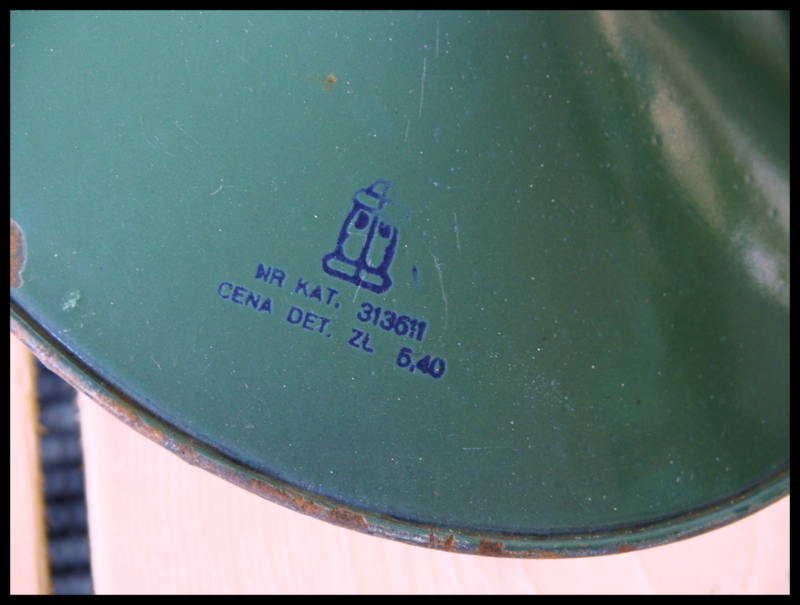 NR KAT. 313611
CENA DET. ZŁ 5,40